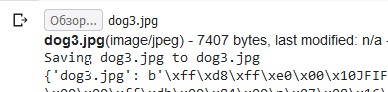 Обзор... dog3.jpg
dog3.jpg(image/jpeg) - 7407 bytes, last modified: n/a -
Saving dog3.jpg to dog3.jpg
{'dog3.jpg': b'\xff\xd8\xff\xe0\x00\x10JFIF